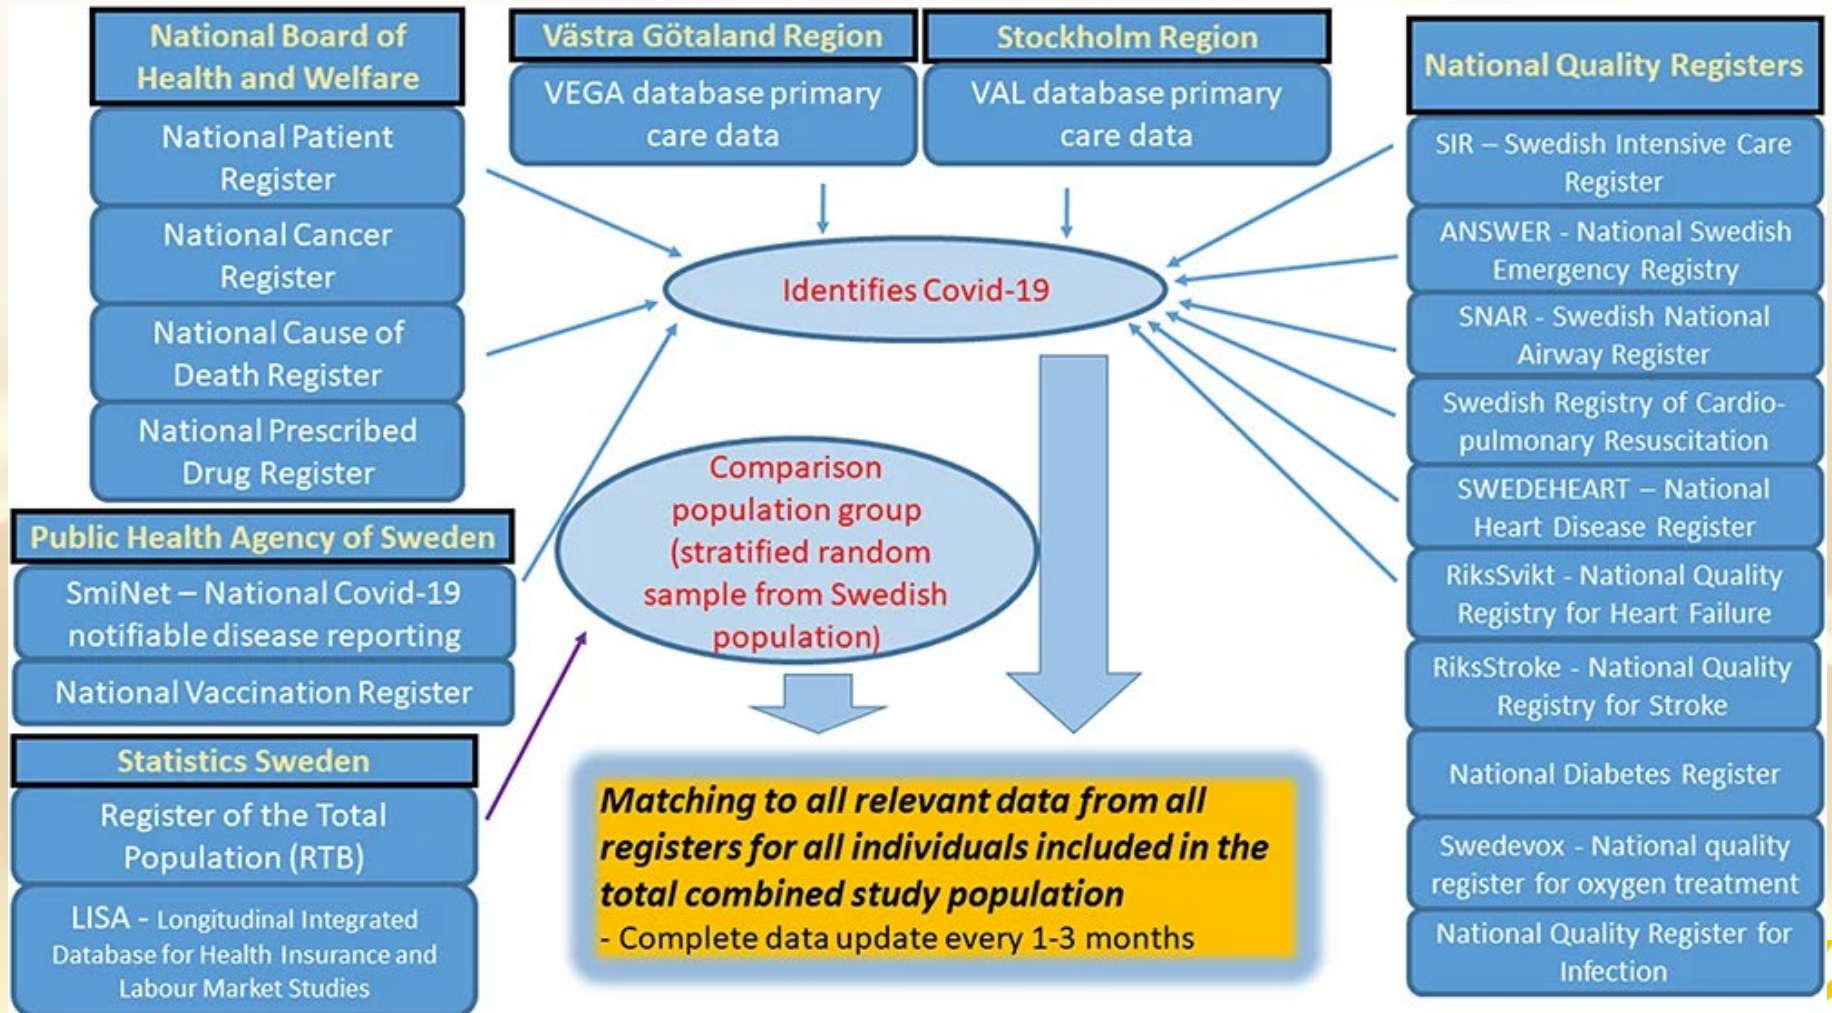 National Board of
Health and Welfare
National Patient
Register
National Cancer
Register
National Cause of
Death Register
National Prescribed
Drug Register
Public Health Agency of Sweden
SmiNet – National Covid-19
notifiable disease reporting
National Vaccination Register
Statistics Sweden
Register of the Total
Population (RTB)
LISA - Longitudinal Integrated
Database for Health Insurance and
Labour Market Studies
Västra Götaland Region
VEGA database primary
care data
Stockholm Region
VAL database primary
care data
Identifies Covid-19
Comparison
population group
(stratified random
sample from Swedish
population)
Matching to all relevant data from all
registers for all individuals included in the
total combined study population
- Complete data update every 1-3 months
National Quality Registers
SIR – Swedish Intensive Care
Register
ANSWER - National Swedish
Emergency Registry
SNAR - Swedish National
Airway Register
Swedish Registry of Cardio-
pulmonary Resuscitation
SWEDEHEART – National
Heart Disease Register
RiksSvikt - National Quality
Registry for Heart Failure
RiksStroke - National Quality
Registry for Stroke
National Diabetes Register
Swedevox - National quality
register for oxygen treatment
National Quality Register for
Infection